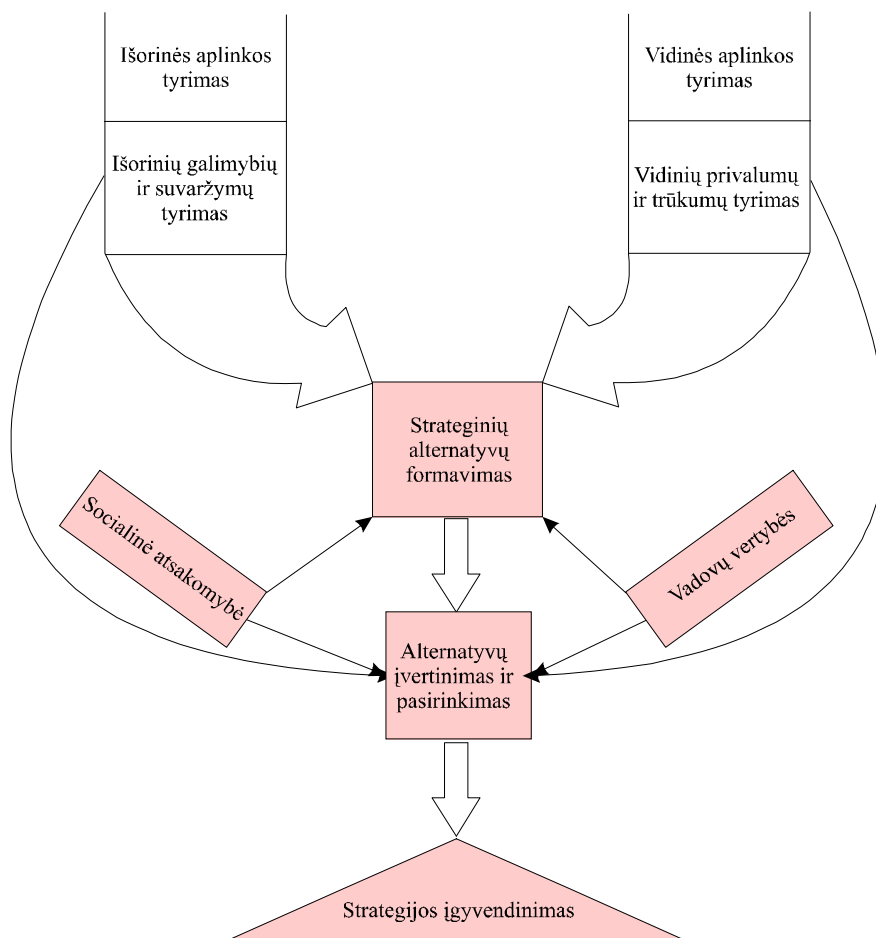 Išorinės aplinkos
tyrimas
Vidinės aplinkos
tyrimas
Išorinių galimybių
ir suvaržymų
tyrimas
Vidinių privalumų
ir trūkumų tyrimas
Strateginių
alternatyvų
formavimas
Socialinė atsakomybė
Vadovų vertybės
Alternatyvų
įvertinimas ir
pasirinkimas
Strategijos įgyvendinimas